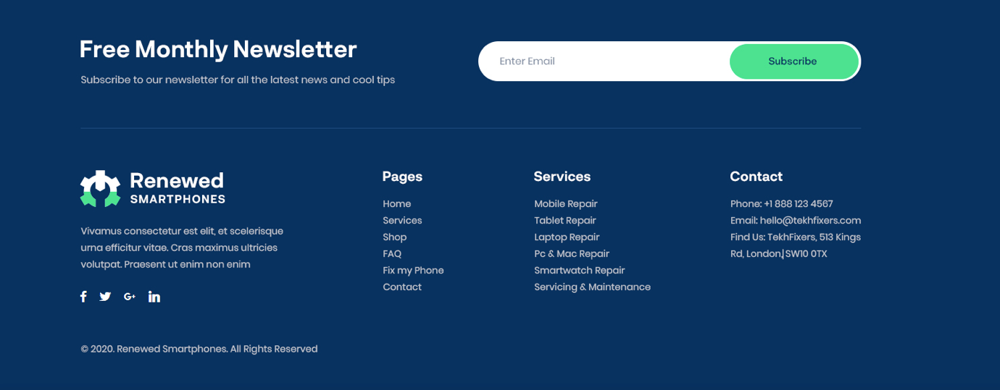 Free Monthly Newsletter
Subscribe to our newsletter for all the latest news and cool tips
Enter Email
Subscribe
Renewed
SMARTPHONES
Vivamus consectetur est elit, et scelerisque
urna efficitur vitae. Cras maximus ultricies
volutpat. Praesent ut enim non enim
Pages
Home
Services
Shop
FAQ
Fix my Phone
Contact
Services
Mobile Repair
Tablet Repair
Laptop Repair
Pc & Mac Repair
Smartwatch Repair
Servicing & Maintenance
Contact
Phone: +1 888 123 4567
Email: hello@tekhfixers.com
Find Us: TekhFixers, 513 Kings
Rd, London, SW10 0TX
f
G+
in
© 2020. Renewed Smartphones. All Rights Reserved